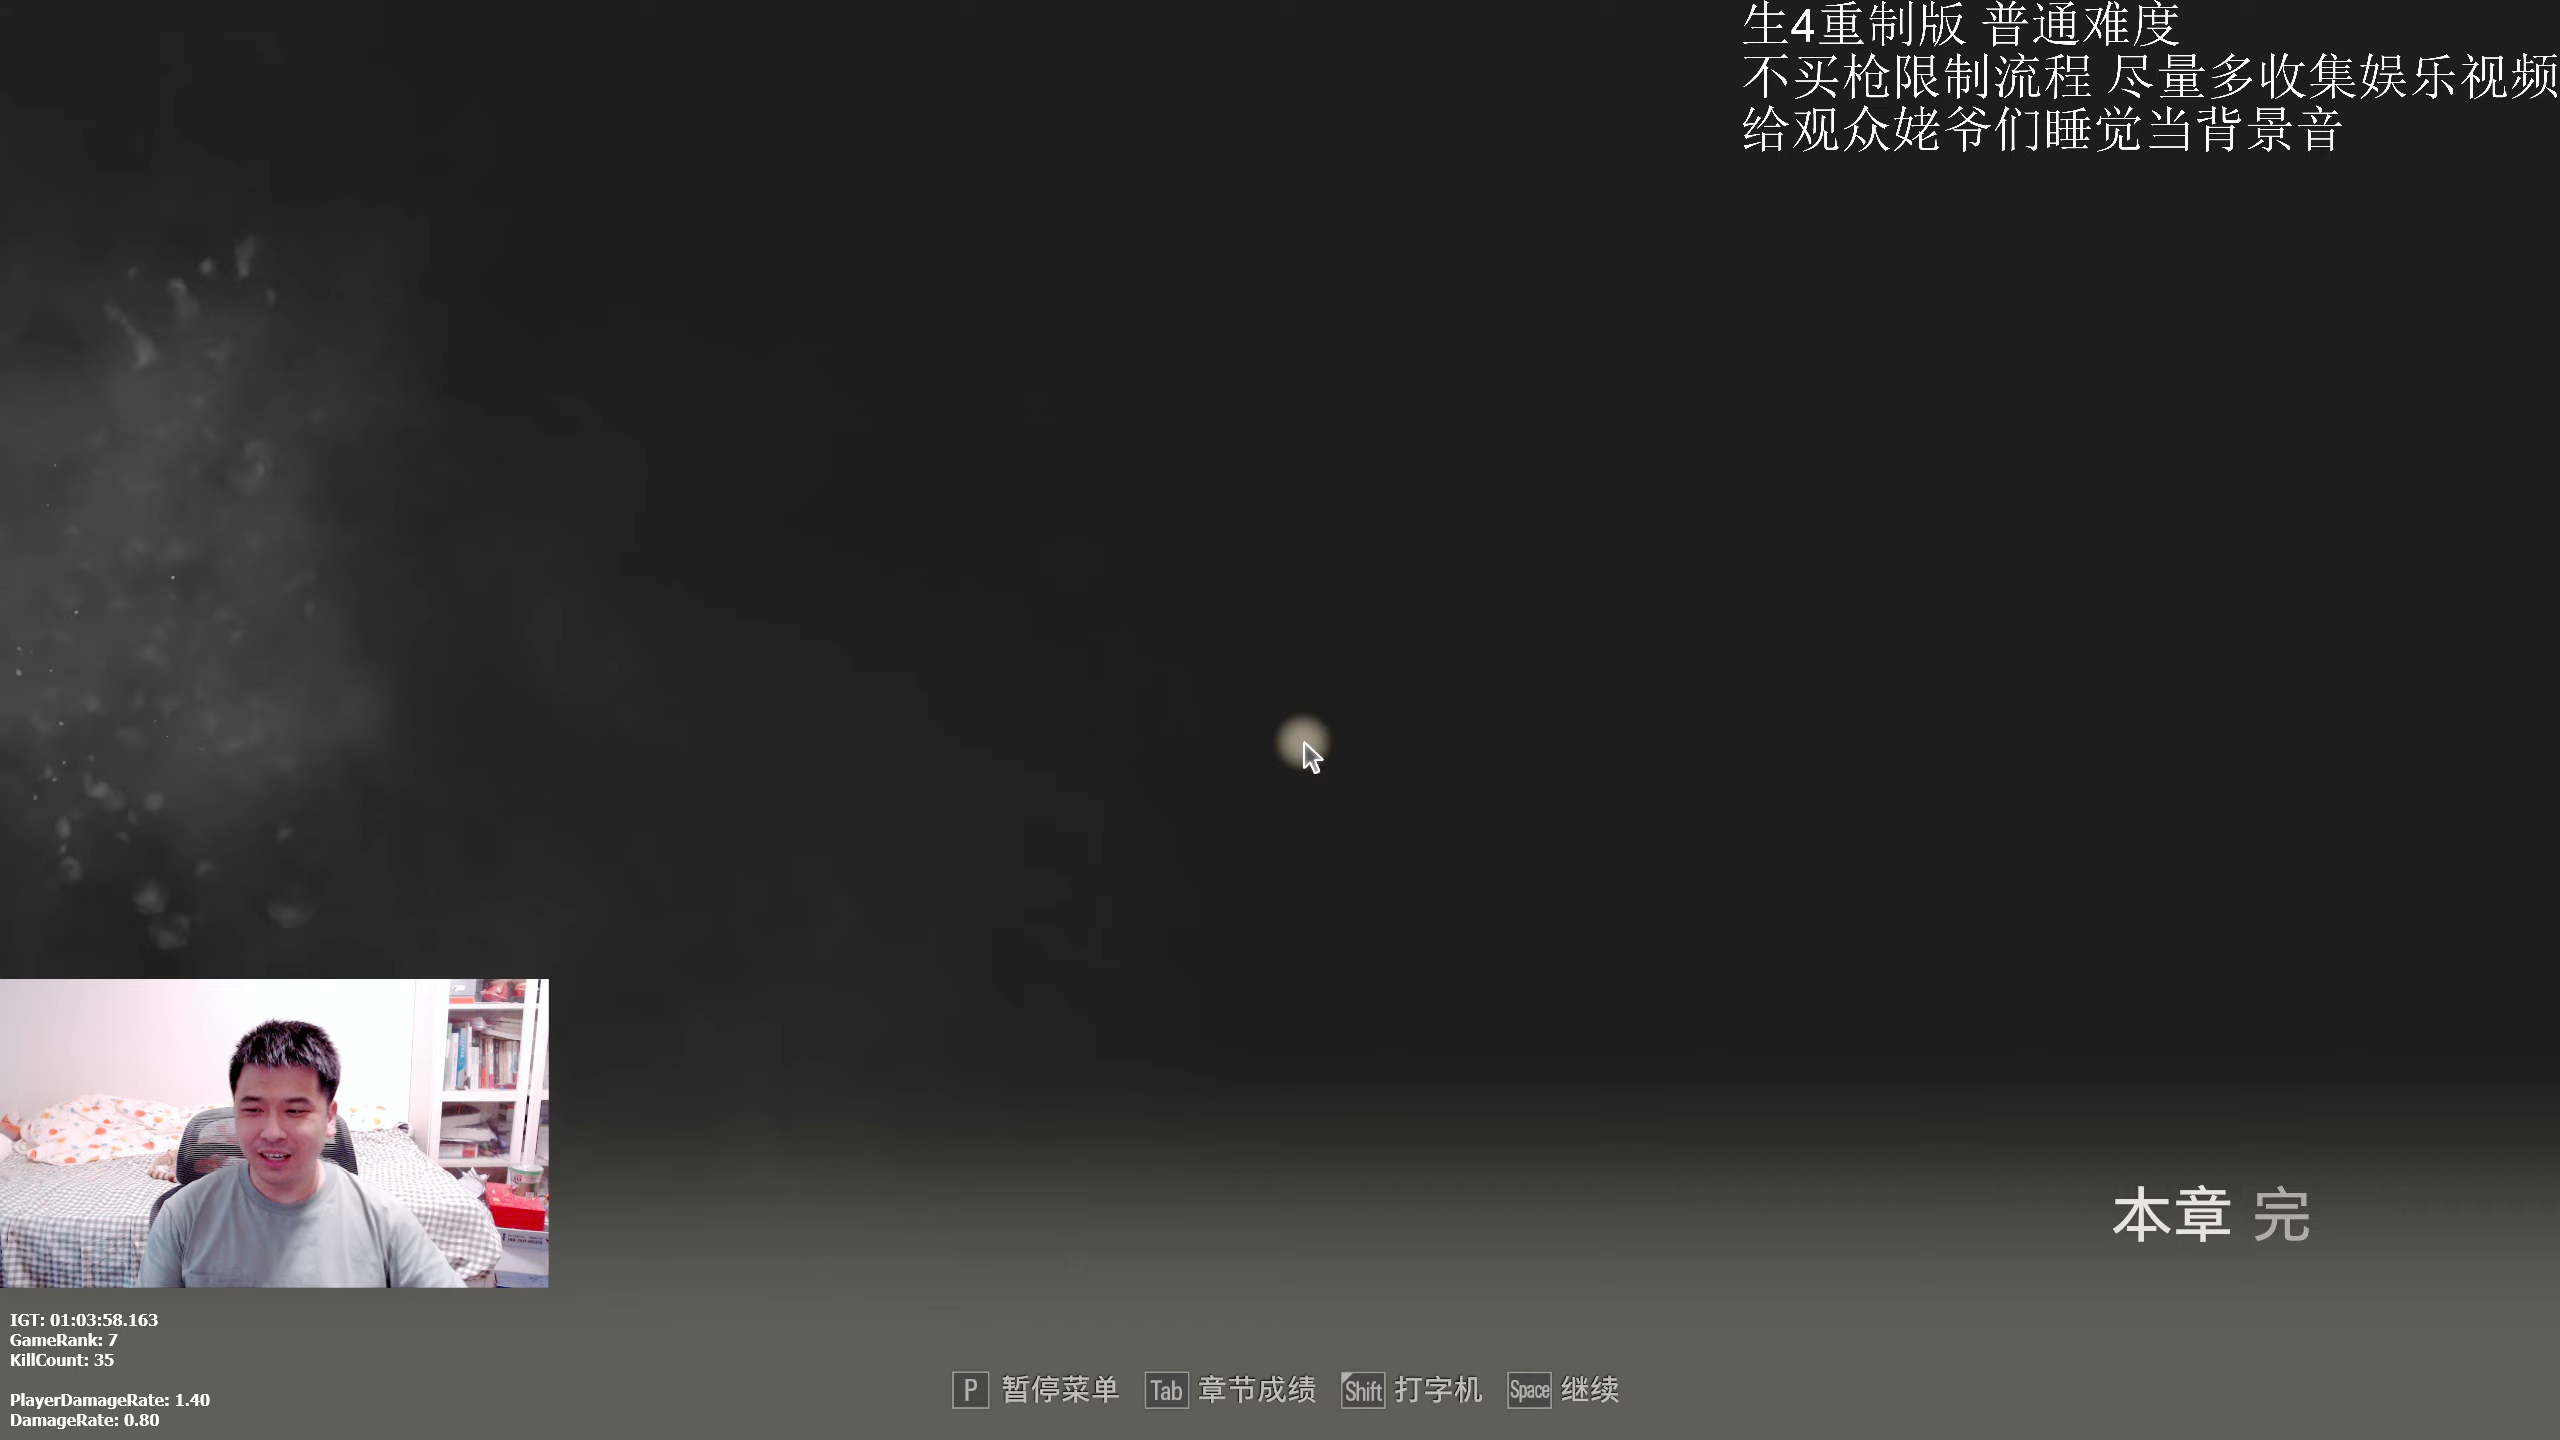 生4重制版 普通难度
不买枪限制流程 尽量多收集娱乐视频
给观众姥爷们睡觉当背景音
本章 完
IGT: 01:03:58.163
GameRank: 7
KillCount: 35
PlayerDamageRate: 1.40
DamageRate: 0.80
P 暂停菜单 Tab 章节成绩 Shift 打字机 Space 继续